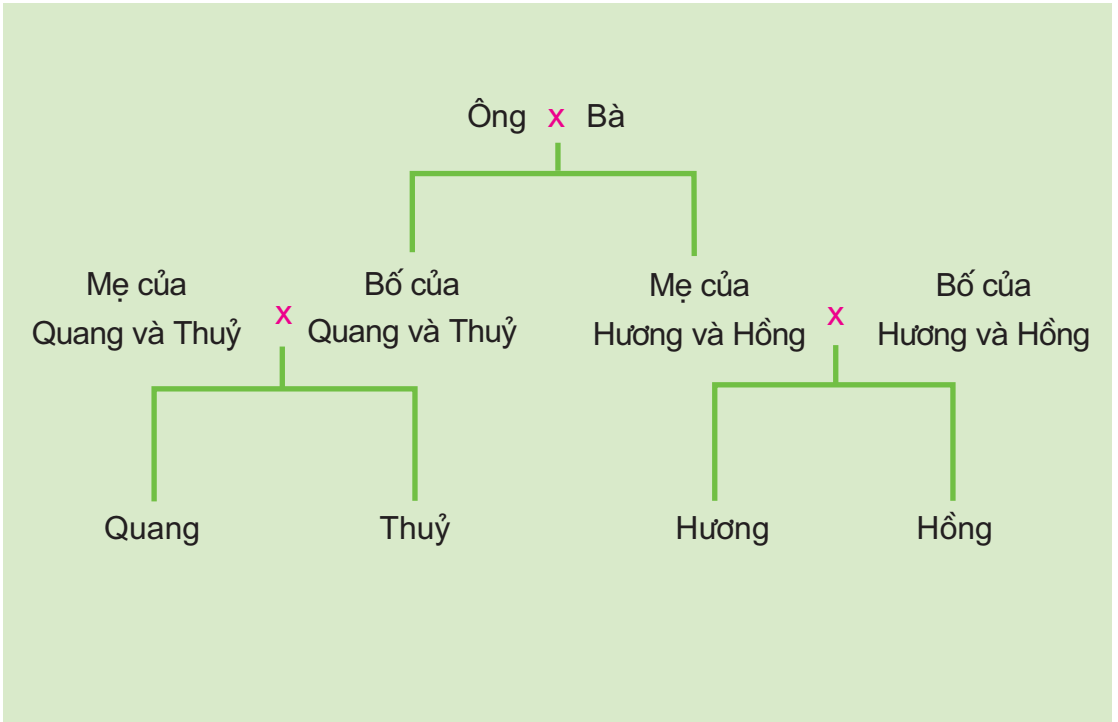 Ông x Bà
Mẹ của
Quang và Thuỷ
x
Bố của
Quang và Thuỷ
Mẹ của
Hương và Hồng
x
Bố của
Hương và Hồng
Quang
Thuỷ
Hương
Hồng